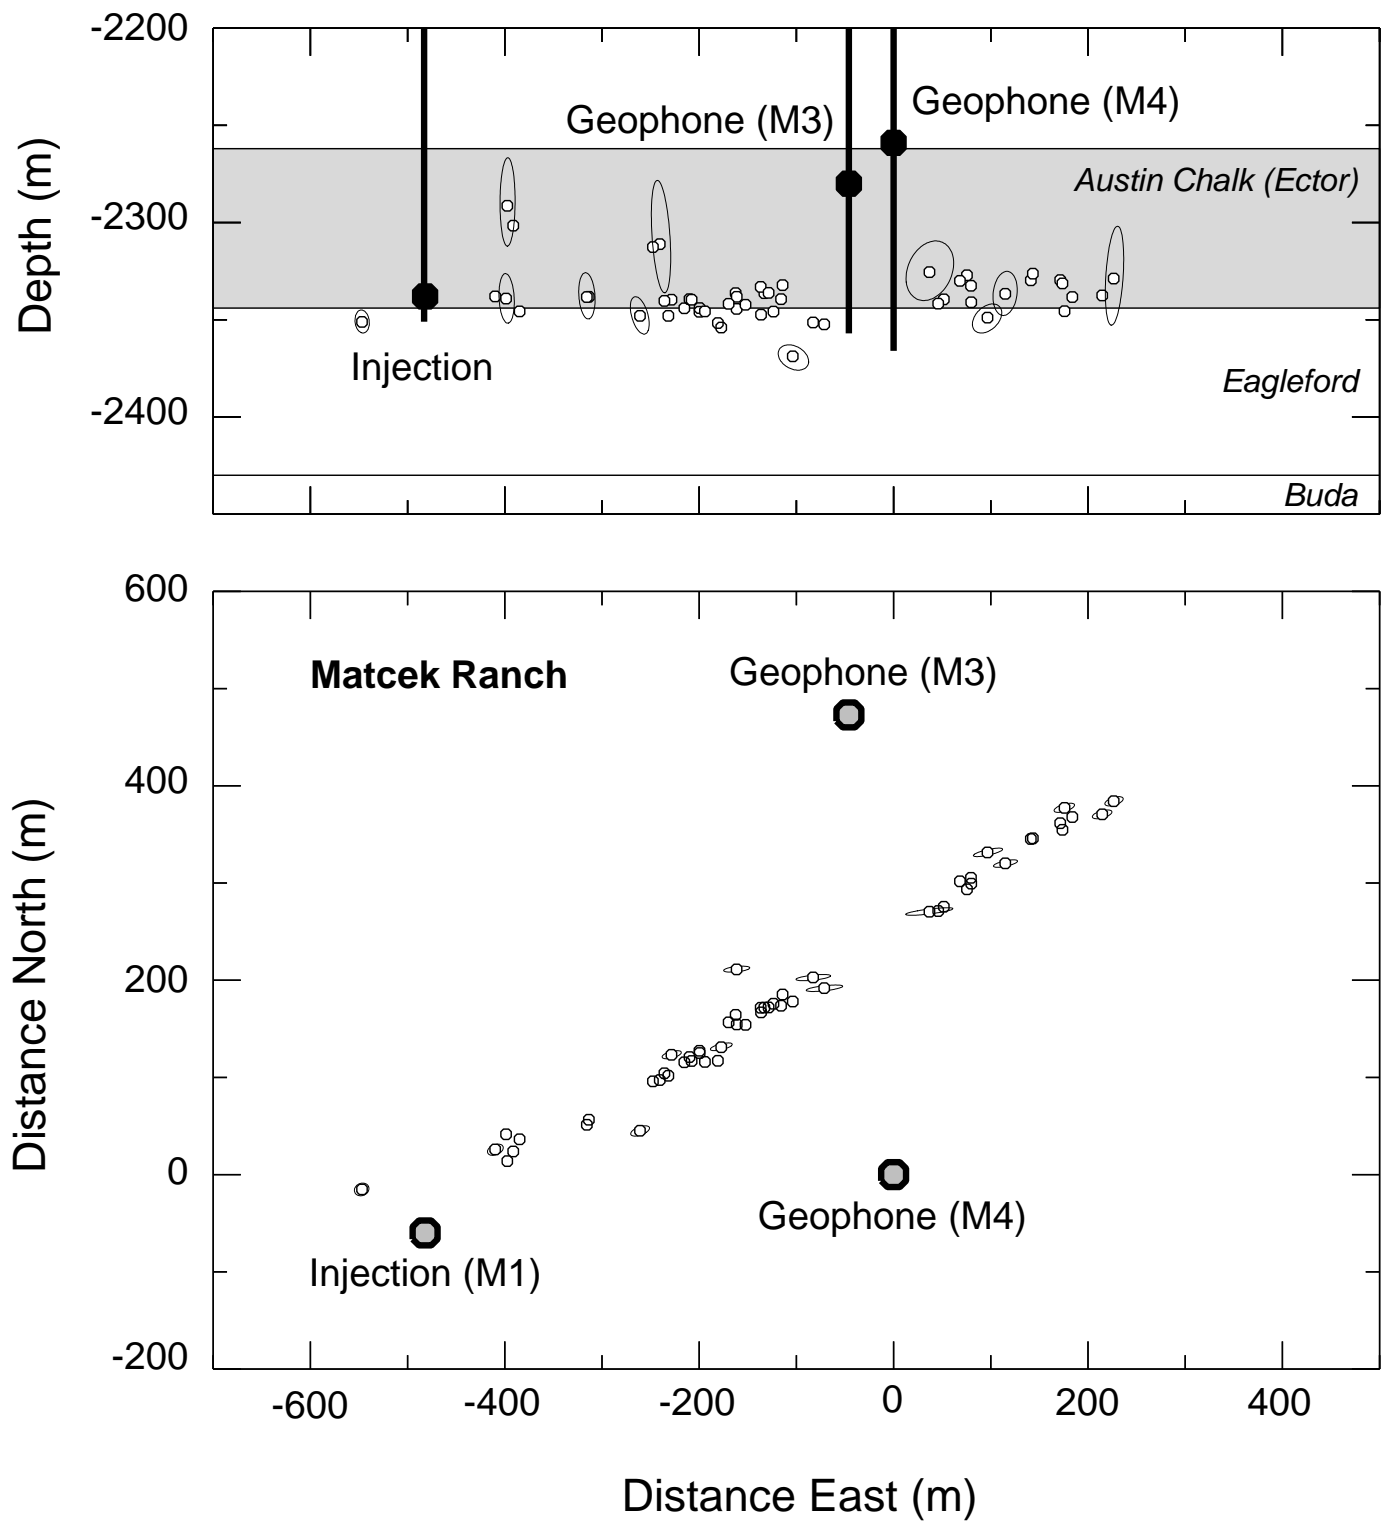 -2200
Geophone (M4)
Geophone (M3)
Austin Chalk (Ector)
-2300
Depth (m)
Injection
Eagleford
-2400
Buda
600
Matcek Ranch
Geophone (M3)
400
Distance North (m)
200
0
Geophone (M4)
Injection (M1)
-200
-600 -400 -200 0 200 400
Distance East (m)